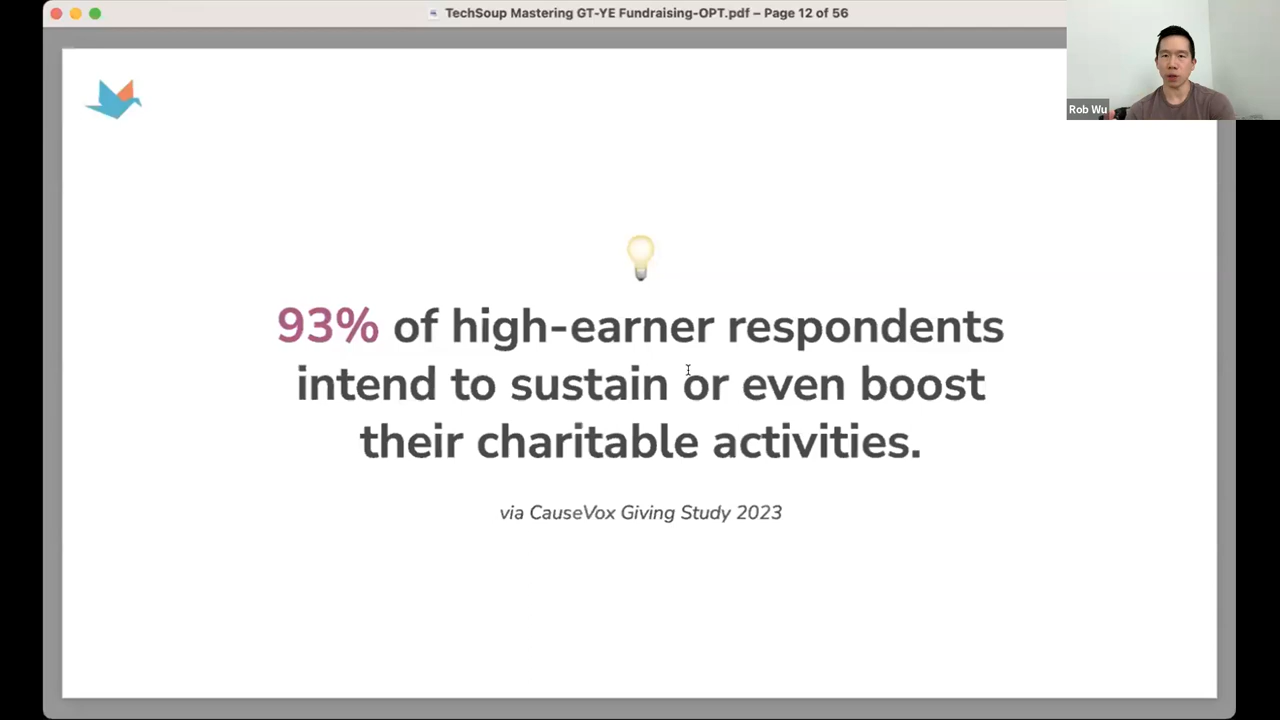 TechSoup Mastering GT-YE Fundraising-OPT.pdf – Page 12 of 56
Rob Wu
93% of high-earner respondents
intend to sustain or even boost
their charitable activities.
via CauseVox Giving Study 2023